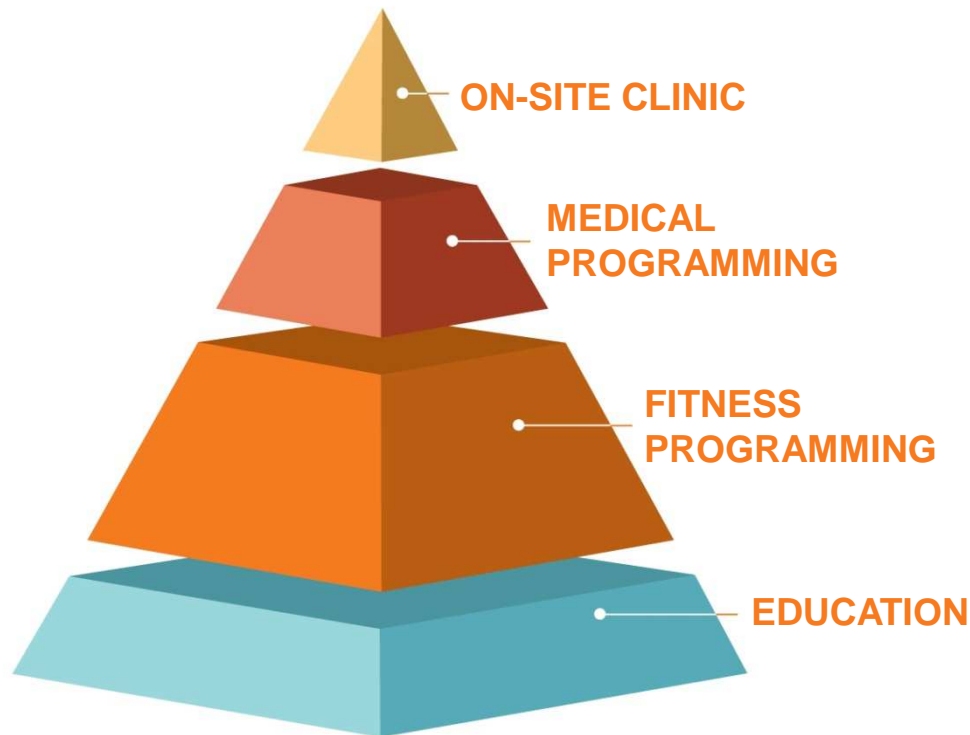 ON-SITE CLINIC
MEDICAL
PROGRAMMING
FITNESS
PROGRAMMING
EDUCATION